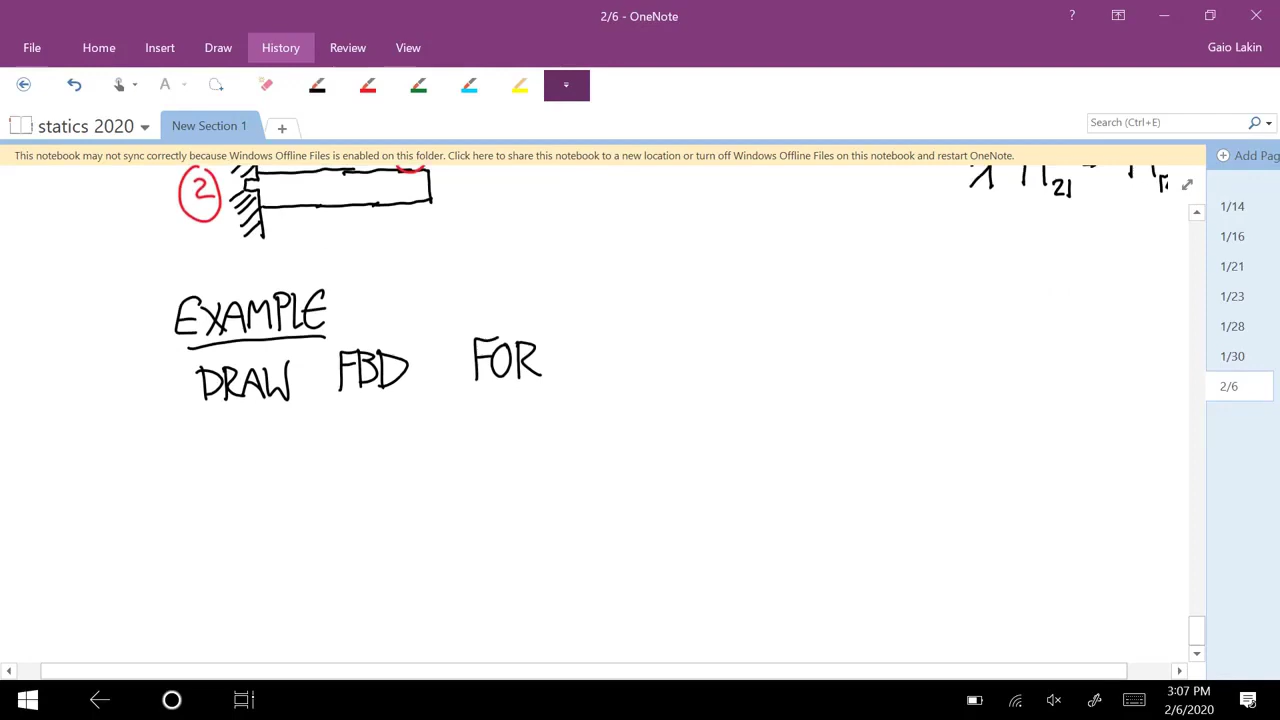 2/6 - OneNote
?
File Home Insert Draw History Review View Gaio Lakin
A
statics 2020 New Section 1 + Search (Ctrl+E)
This notebook may not sync correctly because Windows Offline Files is enabled on this folder. Click here to share this notebook to a new location or turn off Windows Offline Files on this notebook and restart OneNote.
Add Pag
1/14
1/16
1/21
1/23
1/28
1/30
2/6
2
21
EXAMPLE
DRAW FBD FOR
3:07 PM
2/6/2020